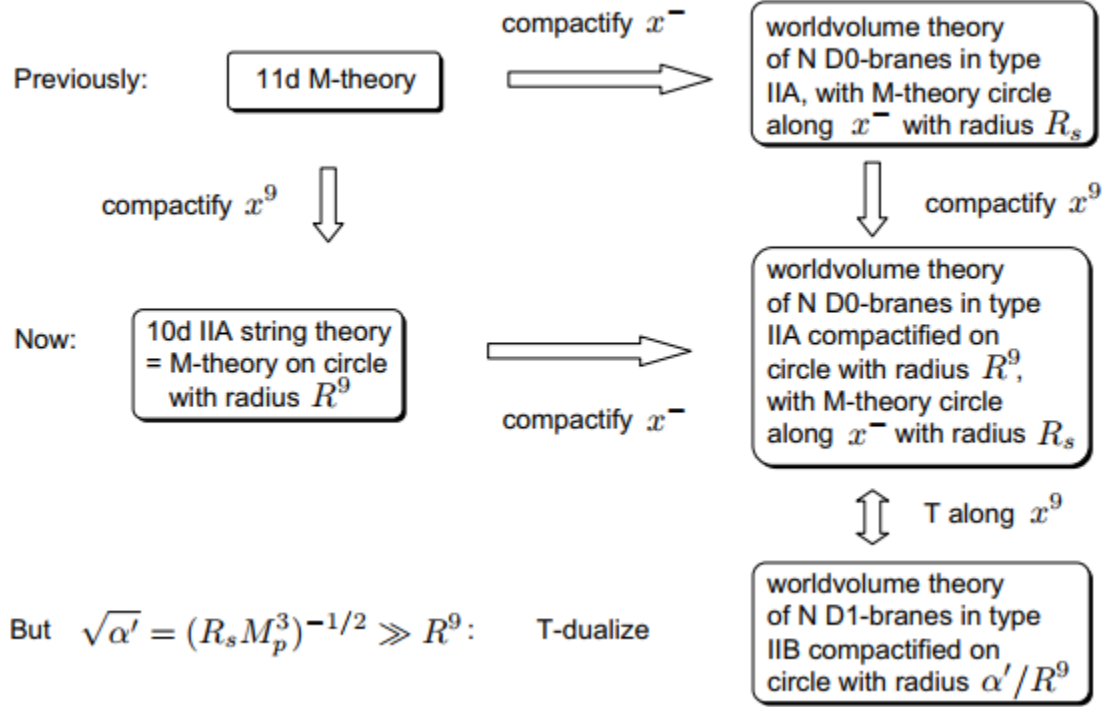 compactify x⁻
Previously:
11d M-theory
worldvolume theory
of N D0-branes in type
IIA, with M-theory circle
along x⁻ with radius Rₛ
compactify x⁹
compactify x⁹
Now:
10d IIA string theory
= M-theory on circle
with radius R⁹
compactify x⁻
worldvolume theory
of N D0-branes in type
IIA compactified on
circle with radius R⁹,
with M-theory circle
along x⁻ with radius Rₛ
T along x⁹
But √α′ = (RₛMₚ³)⁻¹/² ≫ R⁹: T-dualize
worldvolume theory
of N D1-branes in type
IIB compactified on
circle with radius α′/R⁹